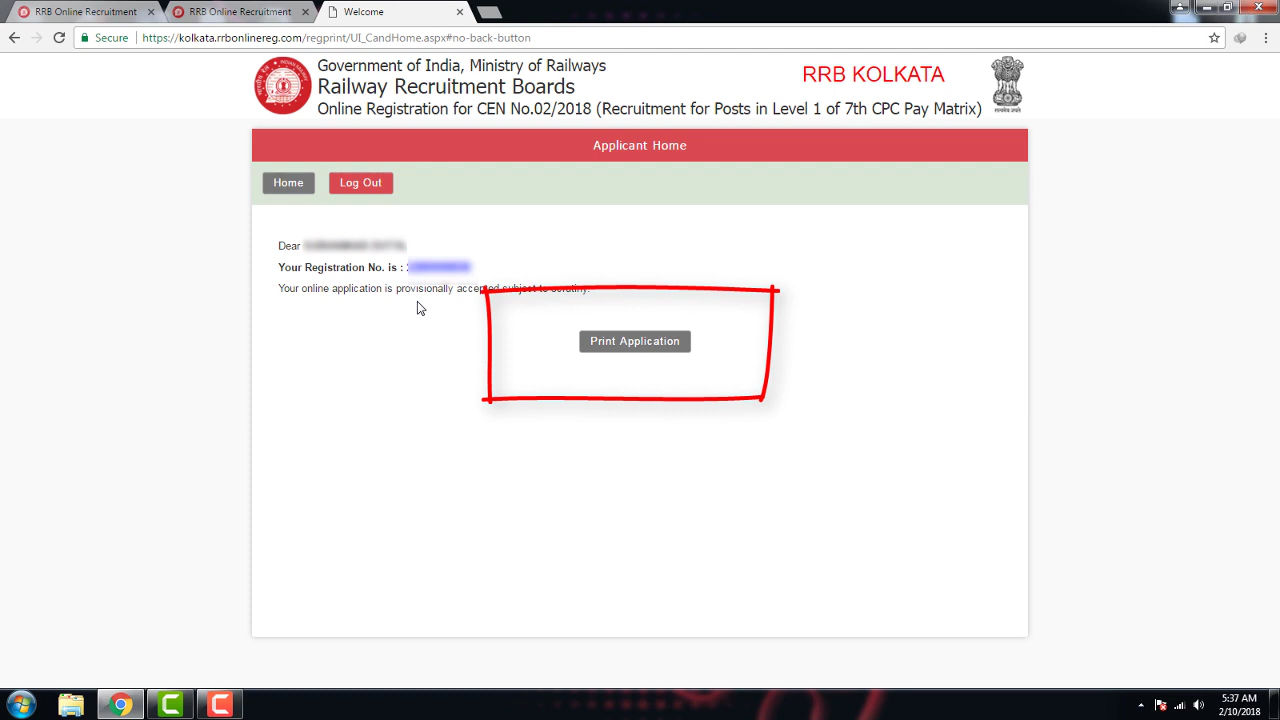 RRB Online Recruitment
RRB Online Recruitment
Welcome
Secure https://kolkata.rrbonlinereg.com/regprint/UI_CandHome.aspx#no-back-button
Government of India, Ministry of Railways
Railway Recruitment Boards
Online Registration for CEN No.02/2018 (Recruitment for Posts in Level 1 of 7th CPC Pay Matrix)
RRB KOLKATA
सत्यमेव जयते
Applicant Home
Home
Log Out
Dear
Your Registration No. is :
Your online application is provisionally accepted subject to scrutiny.
Print Application
5:37 AM
2/10/2018